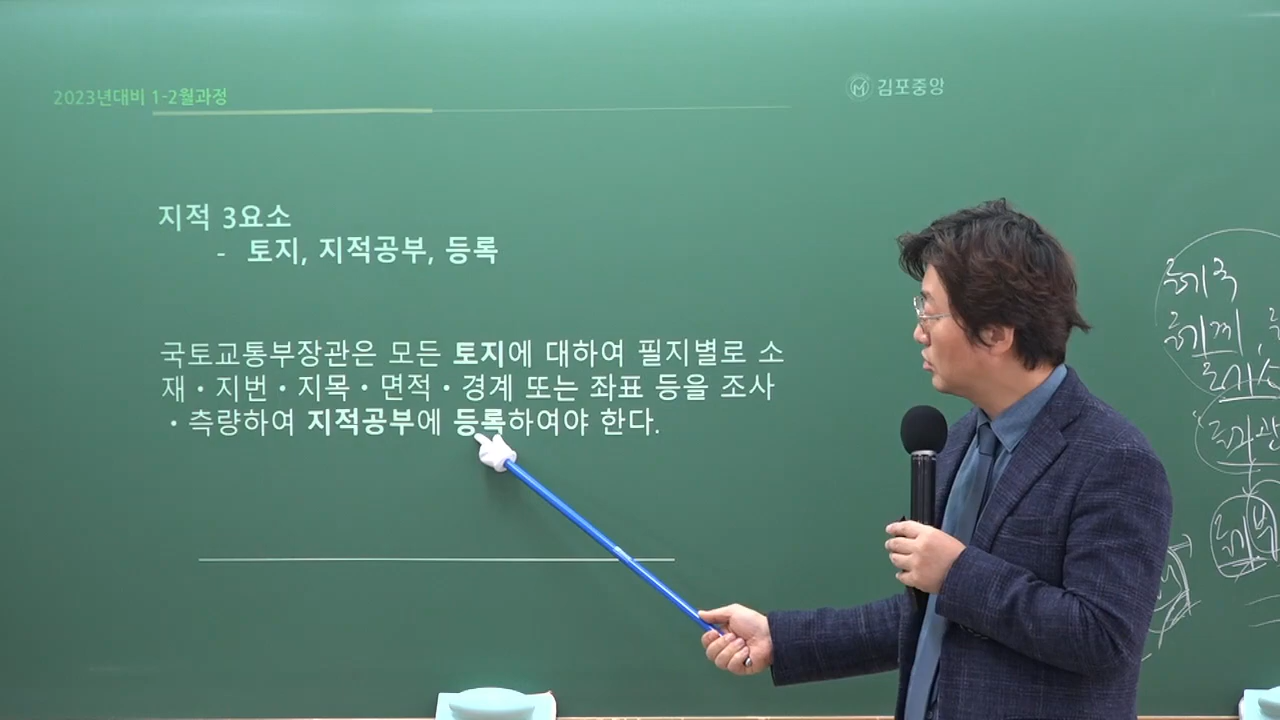 2023년대비 1-2월과정
김포중앙
지적 3요소
- 토지, 지적공부, 등록
국토교통부장관은 모든 토지에 대하여 필지별로 소
재・지번・지목・면적・경계 또는 좌표 등을 조사
・측량하여 지적공부에 등록하여야 한다.